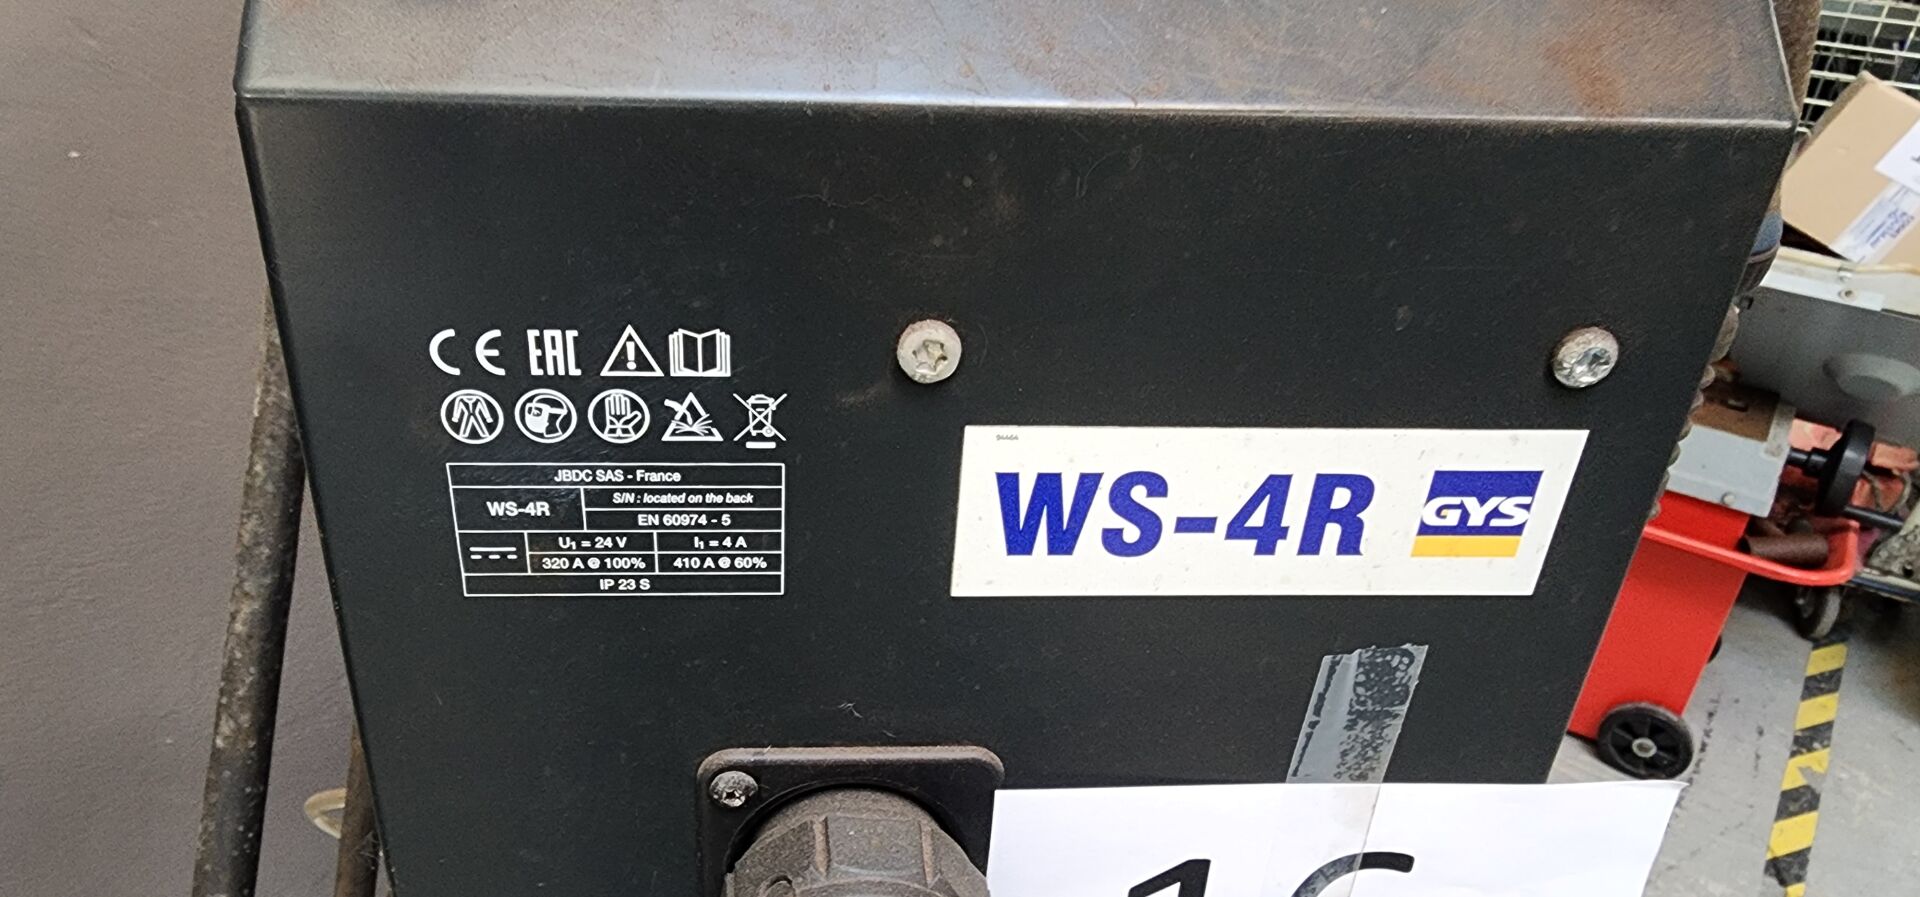 CE EAC
JBDC SAS - France
WS-4R
S/N : located on the back
EN 60974 - 5
U₁ = 24 V
I₁ = 4 A
320 A @ 100%
410 A @ 60%
IP 23 S
94464
WS-4R
GYS